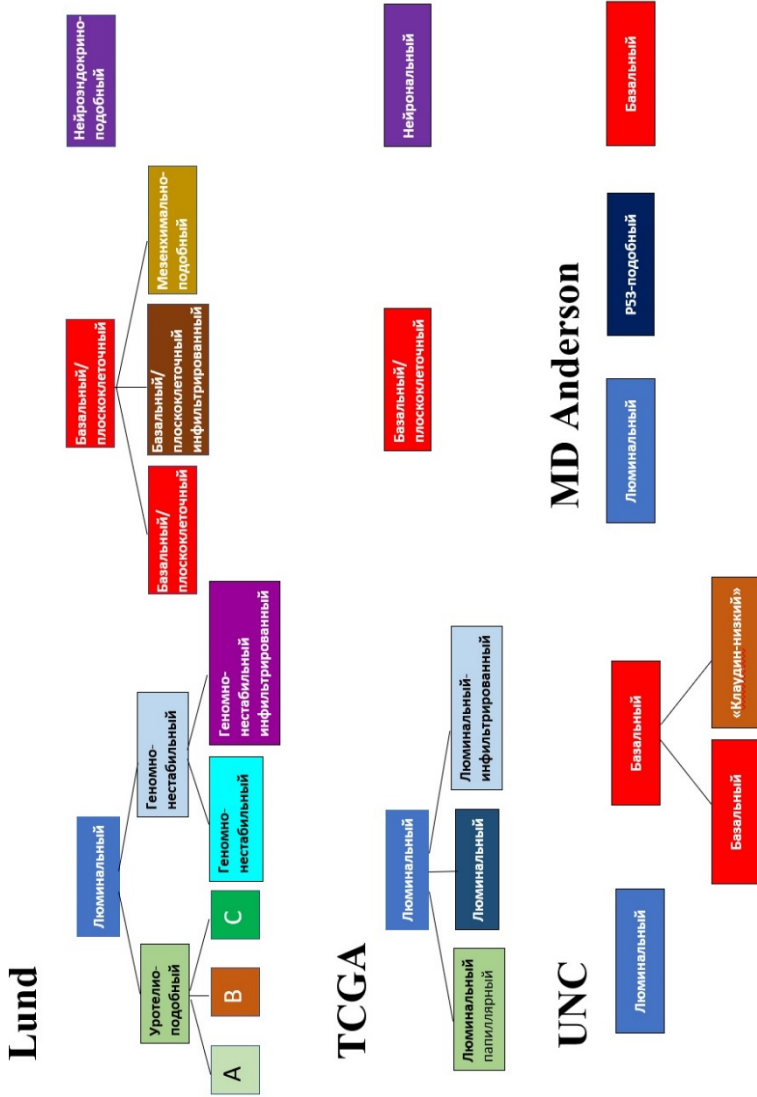 Lund
Люминальный
Базальный/
плоскоклеточный
Нейроэндокрино-
подобный
Уротелио-
подобный
Геномно-
нестабильный
Базальный/
плоскоклеточный
Базальный/
плоскоклеточный
инфильтрированный
Мезенхимально-
подобный
A
B
C
Геномно-
нестабильный
Геномно-
нестабильный
инфильтрированный
TCGA
Люминальный
Базальный/
плоскоклеточный
Нейрональный
Люминальный
папиллярный
Люминальный
Люминальный-
инфильтрированный
UNC
Люминальный
Базальный
Базальный
«Клаудин-низкий»
MD Anderson
Люминальный
P53-подобный
Базальный